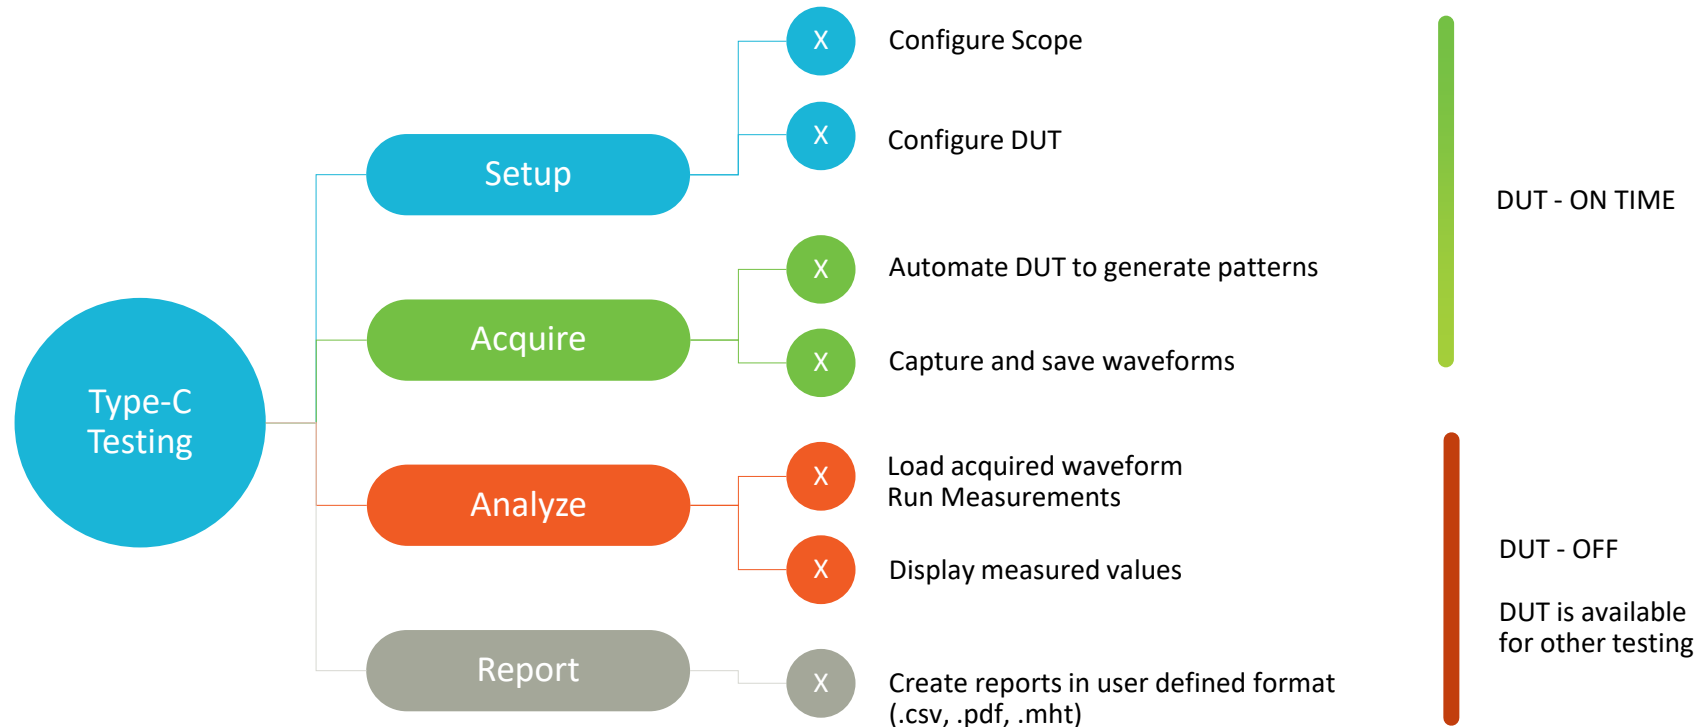 Type-C
Testing
Setup
X
Configure Scope
X
Configure DUT
Acquire
X
Automate DUT to generate patterns
X
Capture and save waveforms
DUT - ON TIME
Analyze
X
Load acquired waveform
Run Measurements
X
Display measured values
Report
X
Create reports in user defined format
(.csv, .pdf, .mht)
DUT - OFF
DUT is available
for other testing